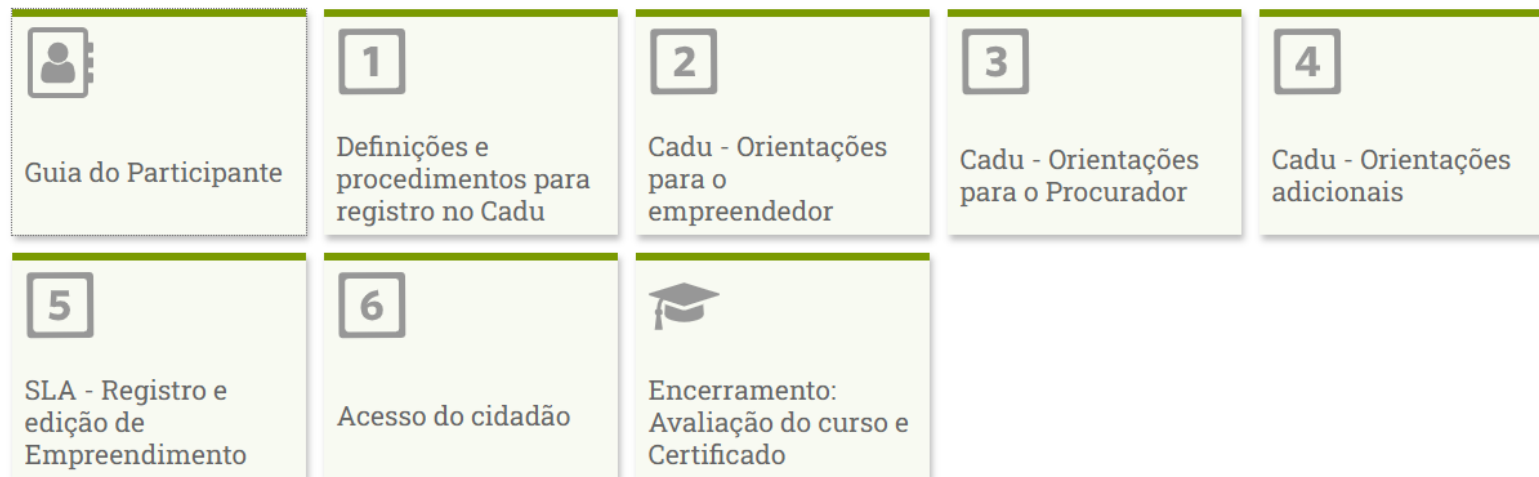 Guia do Participante
1
Definições e
procedimentos para
registro no Cadu
2
Cadu - Orientações
para o
empreendedor
3
Cadu - Orientações
para o Procurador
4
Cadu - Orientações
adicionais
5
SLA - Registro e
edição de
Empreendimento
6
Acesso do cidadão
Encerramento:
Avaliação do curso e
Certificado